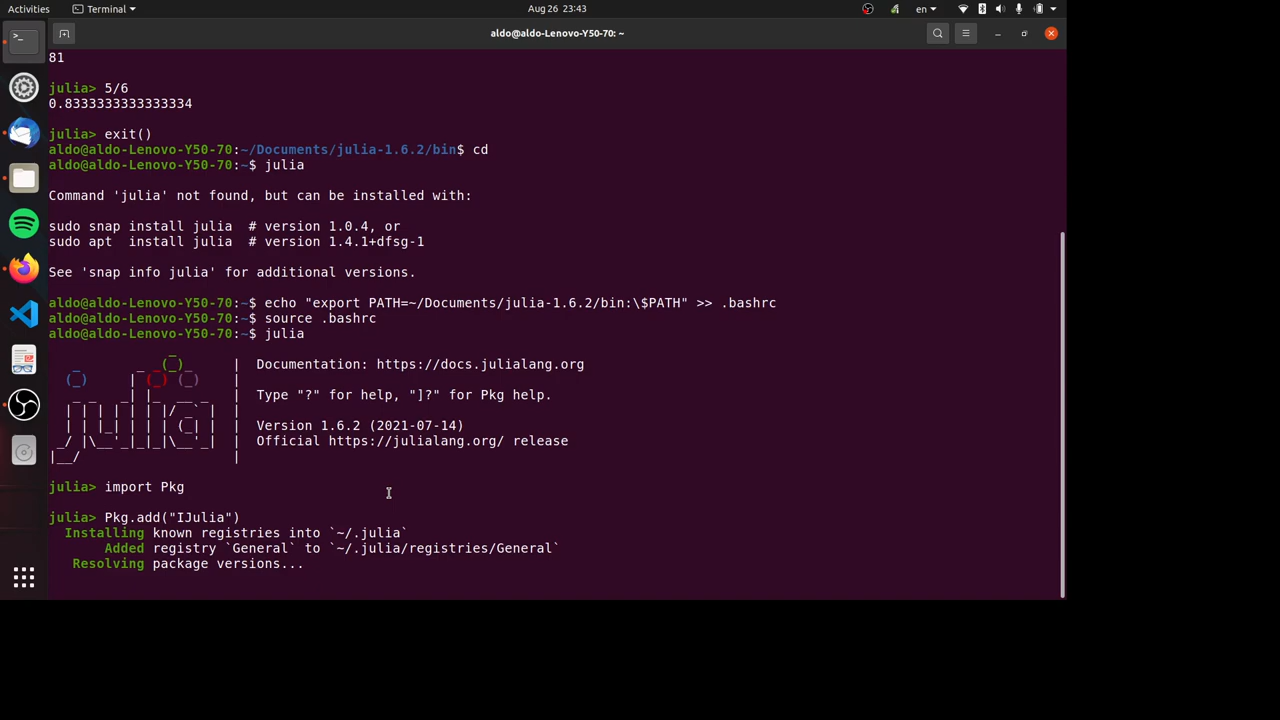 Activities
Terminal
Aug 26 23:43
en
aldo@aldo-Lenovo-Y50-70: ~
81
julia> 5/6
0.8333333333333334
julia> exit()
aldo@aldo-Lenovo-Y50-70:~/Documents/julia-1.6.2/bin$ cd
aldo@aldo-Lenovo-Y50-70:~$ julia
Command 'julia' not found, but can be installed with:
sudo snap install julia  # version 1.0.4, or
sudo apt  install julia  # version 1.4.1+dfsg-1
See 'snap info julia' for additional versions.
aldo@aldo-Lenovo-Y50-70:~$ echo "export PATH=~/Documents/julia-1.6.2/bin:\$PATH" >> .bashrc
aldo@aldo-Lenovo-Y50-70:~$ source .bashrc
aldo@aldo-Lenovo-Y50-70:~$ julia
Documentation: https://docs.julialang.org
Type "?" for help, "]?" for Pkg help.
Version 1.6.2 (2021-07-14)
Official https://julialang.org/ release
julia> import Pkg
julia> Pkg.add("IJulia")
Installing known registries into `~/.julia`
Added registry `General` to `~/.julia/registries/General`
Resolving package versions...